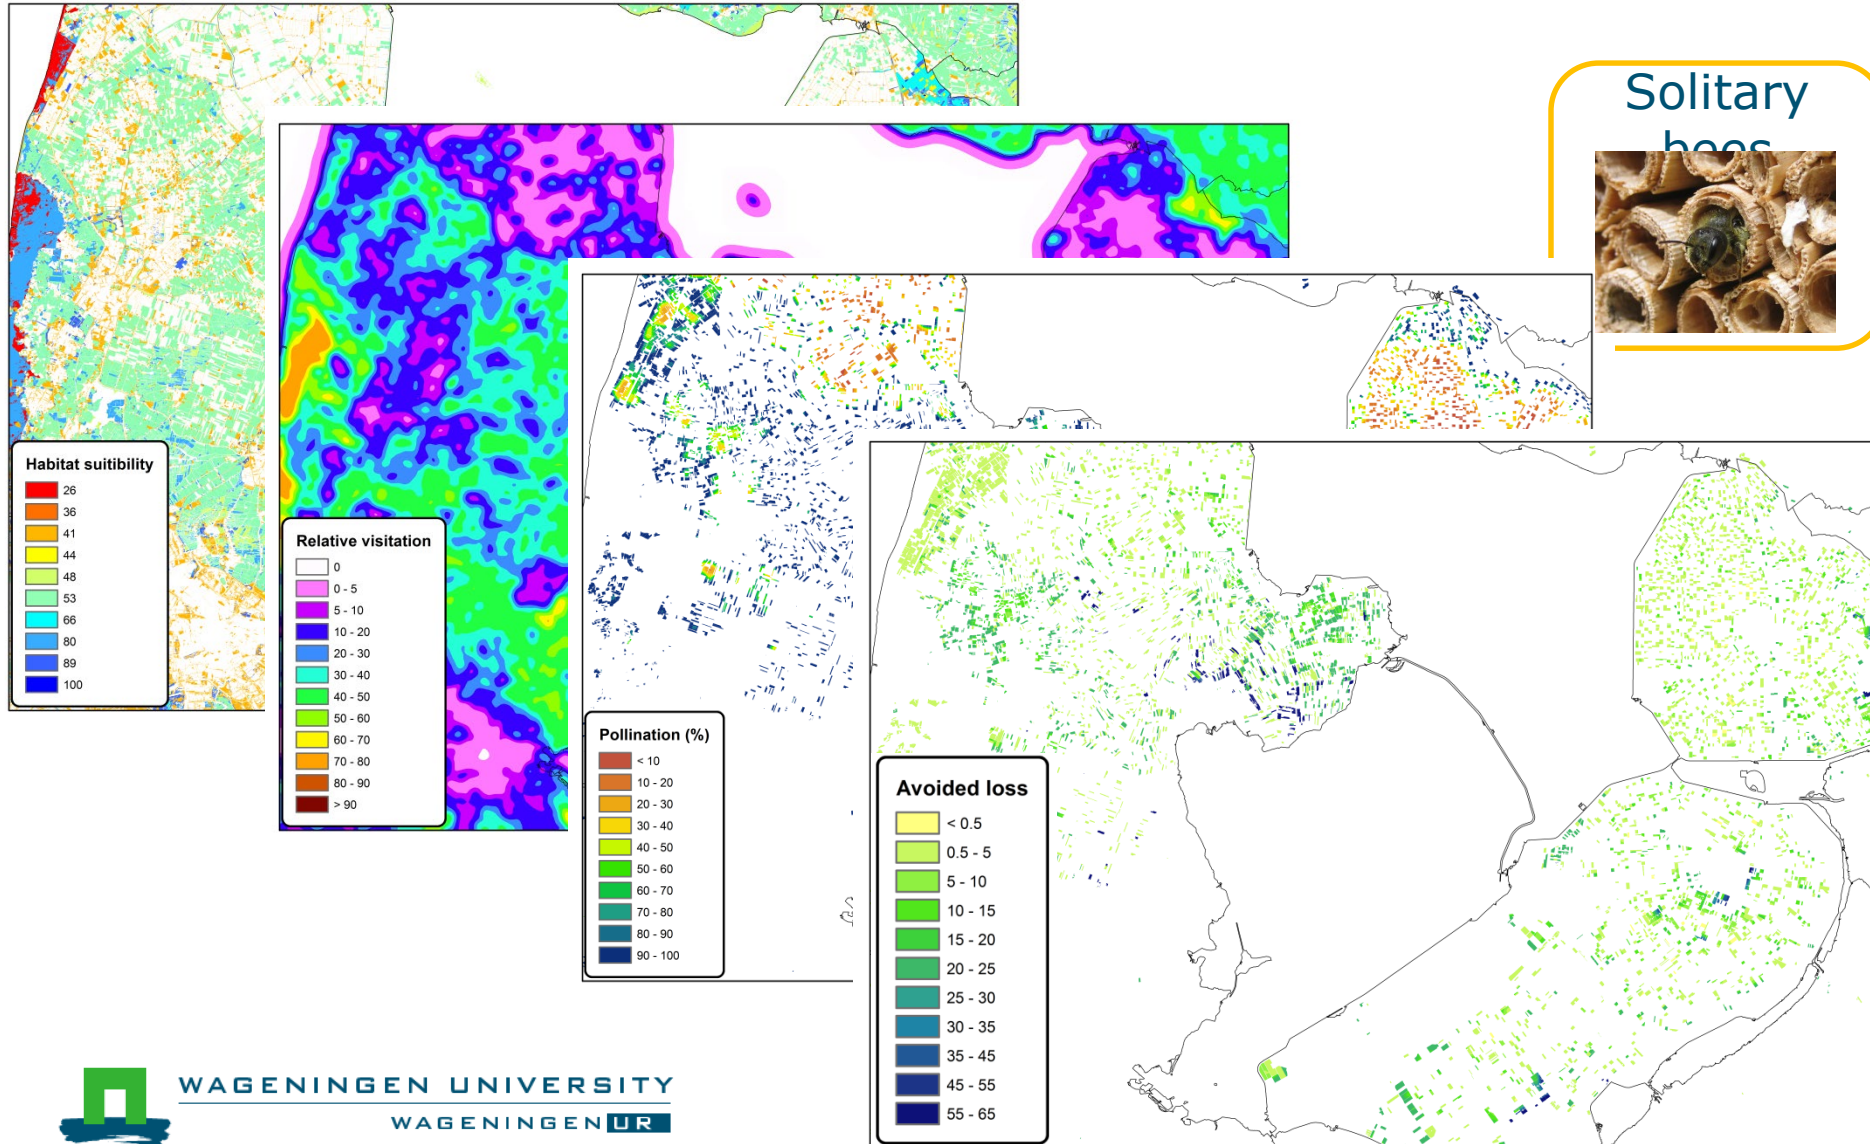 Solitary
bees
Habitat suitibility
26
36
41
44
48
53
66
80
89
100
Relative visitation
0
0 - 5
5 - 10
10 - 20
20 - 30
30 - 40
40 - 50
50 - 60
60 - 70
70 - 80
80 - 90
> 90
Pollination (%)
< 10
10 - 20
20 - 30
30 - 40
40 - 50
50 - 60
60 - 70
70 - 80
80 - 90
90 - 100
Avoided loss
< 0.5
0.5 - 5
5 - 10
10 - 15
15 - 20
20 - 25
25 - 30
30 - 35
35 - 45
45 - 55
55 - 65
WAGENINGEN UNIVERSITY
WAGENINGEN UR